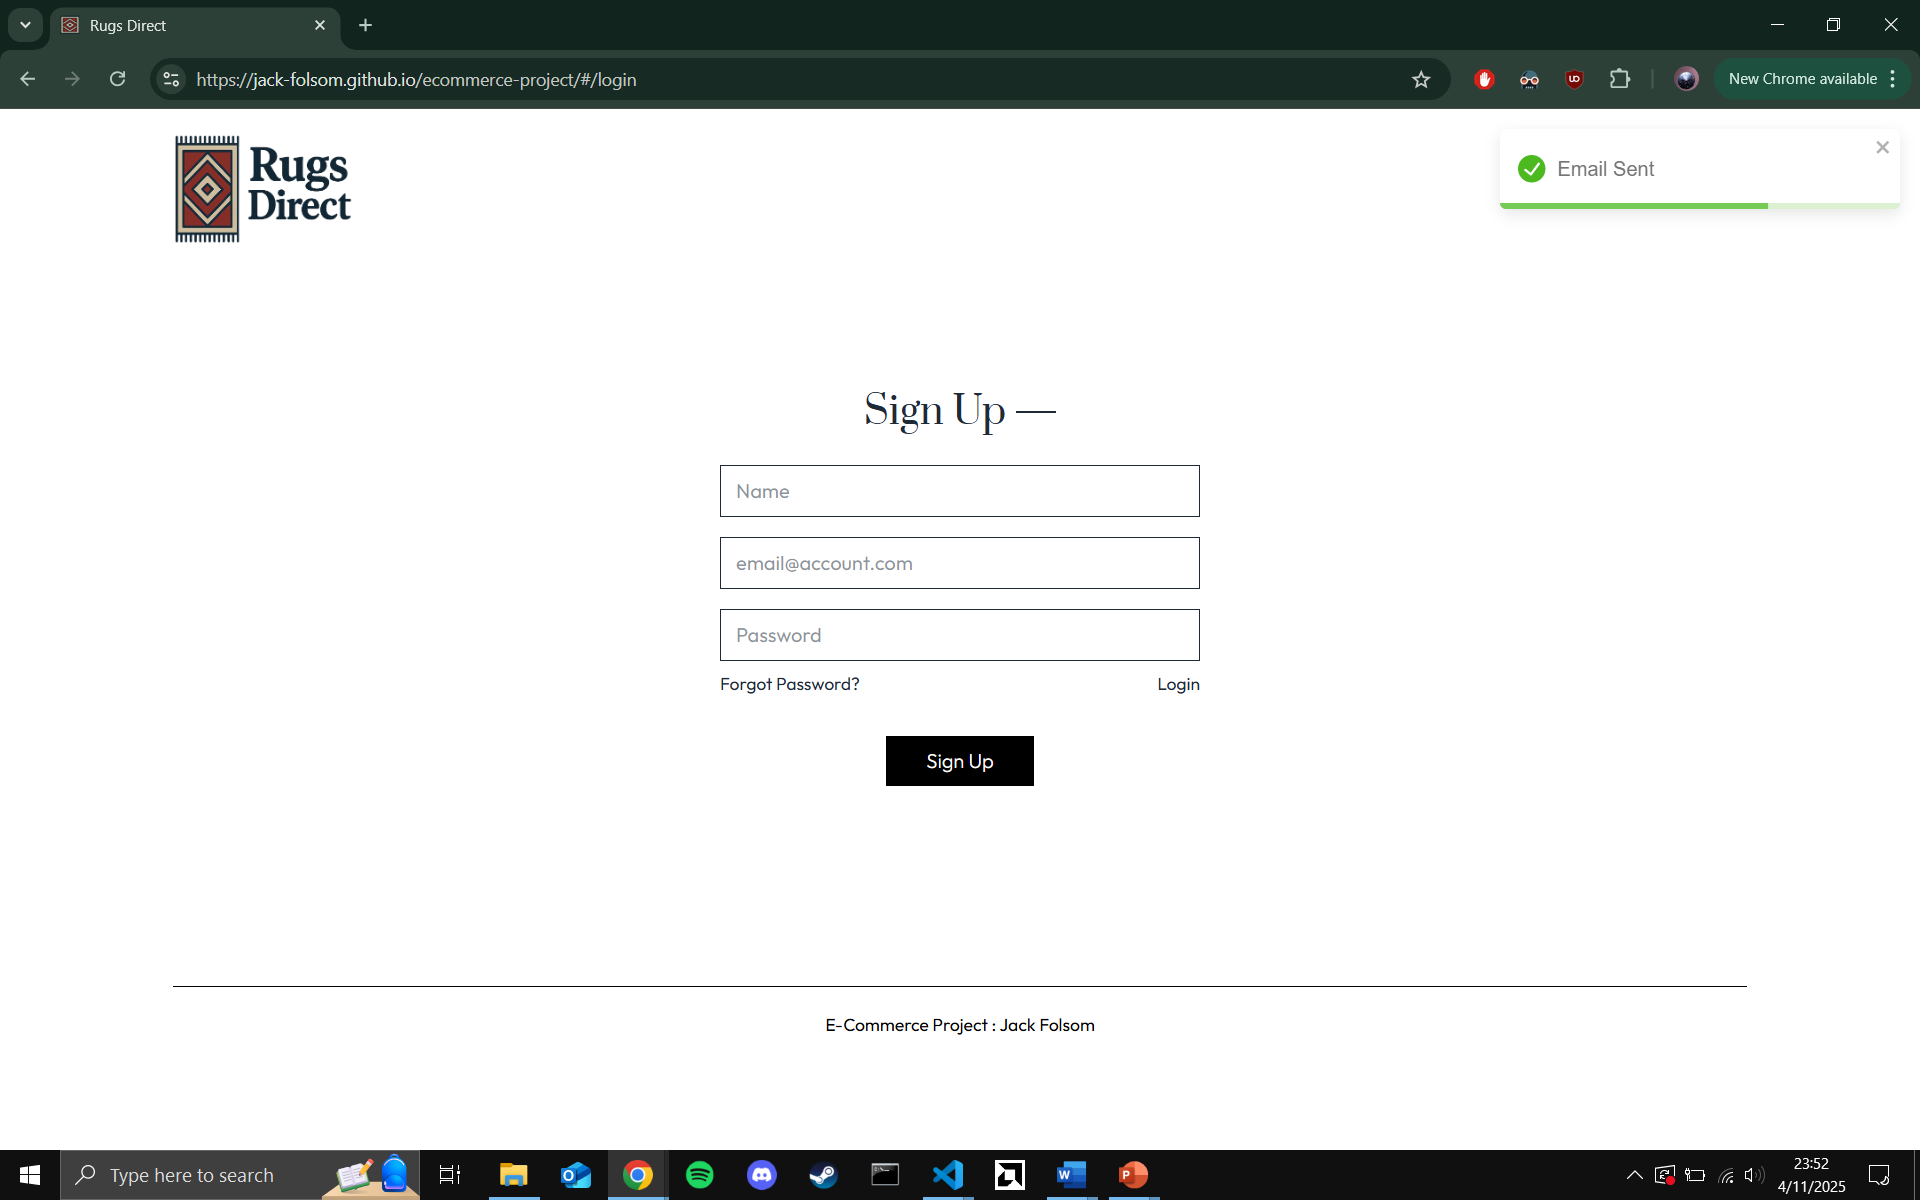 Rugs Direct
https://jack-folsom.github.io/ecommerce-project/#/login
New Chrome available
Rugs
Direct
Email Sent
Sign Up
Name
email@account.com
Password
Forgot Password?
Login
Sign Up
E-Commerce Project : Jack Folsom
Type here to search
23:52
4/11/2025